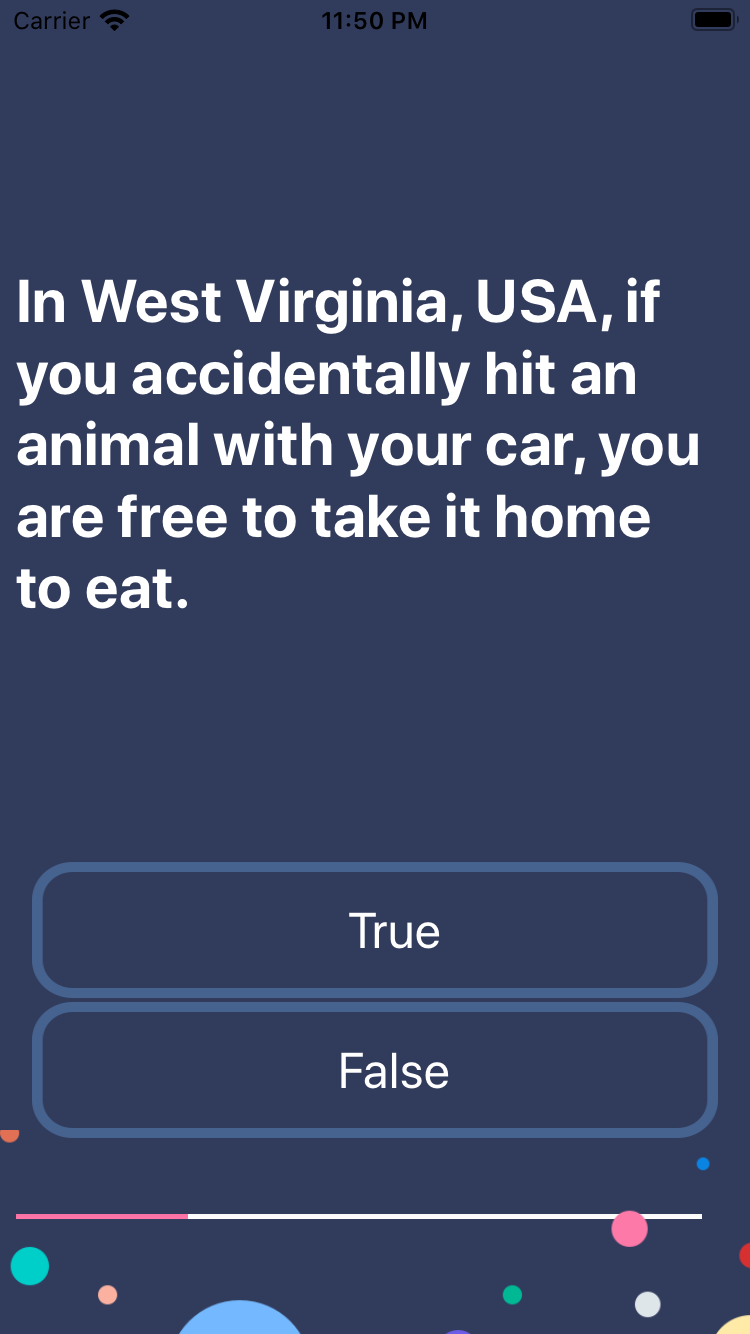 Carrier 11:50 PM
In West Virginia, USA, if
you accidentally hit an
animal with your car, you
are free to take it home
to eat.
True
False